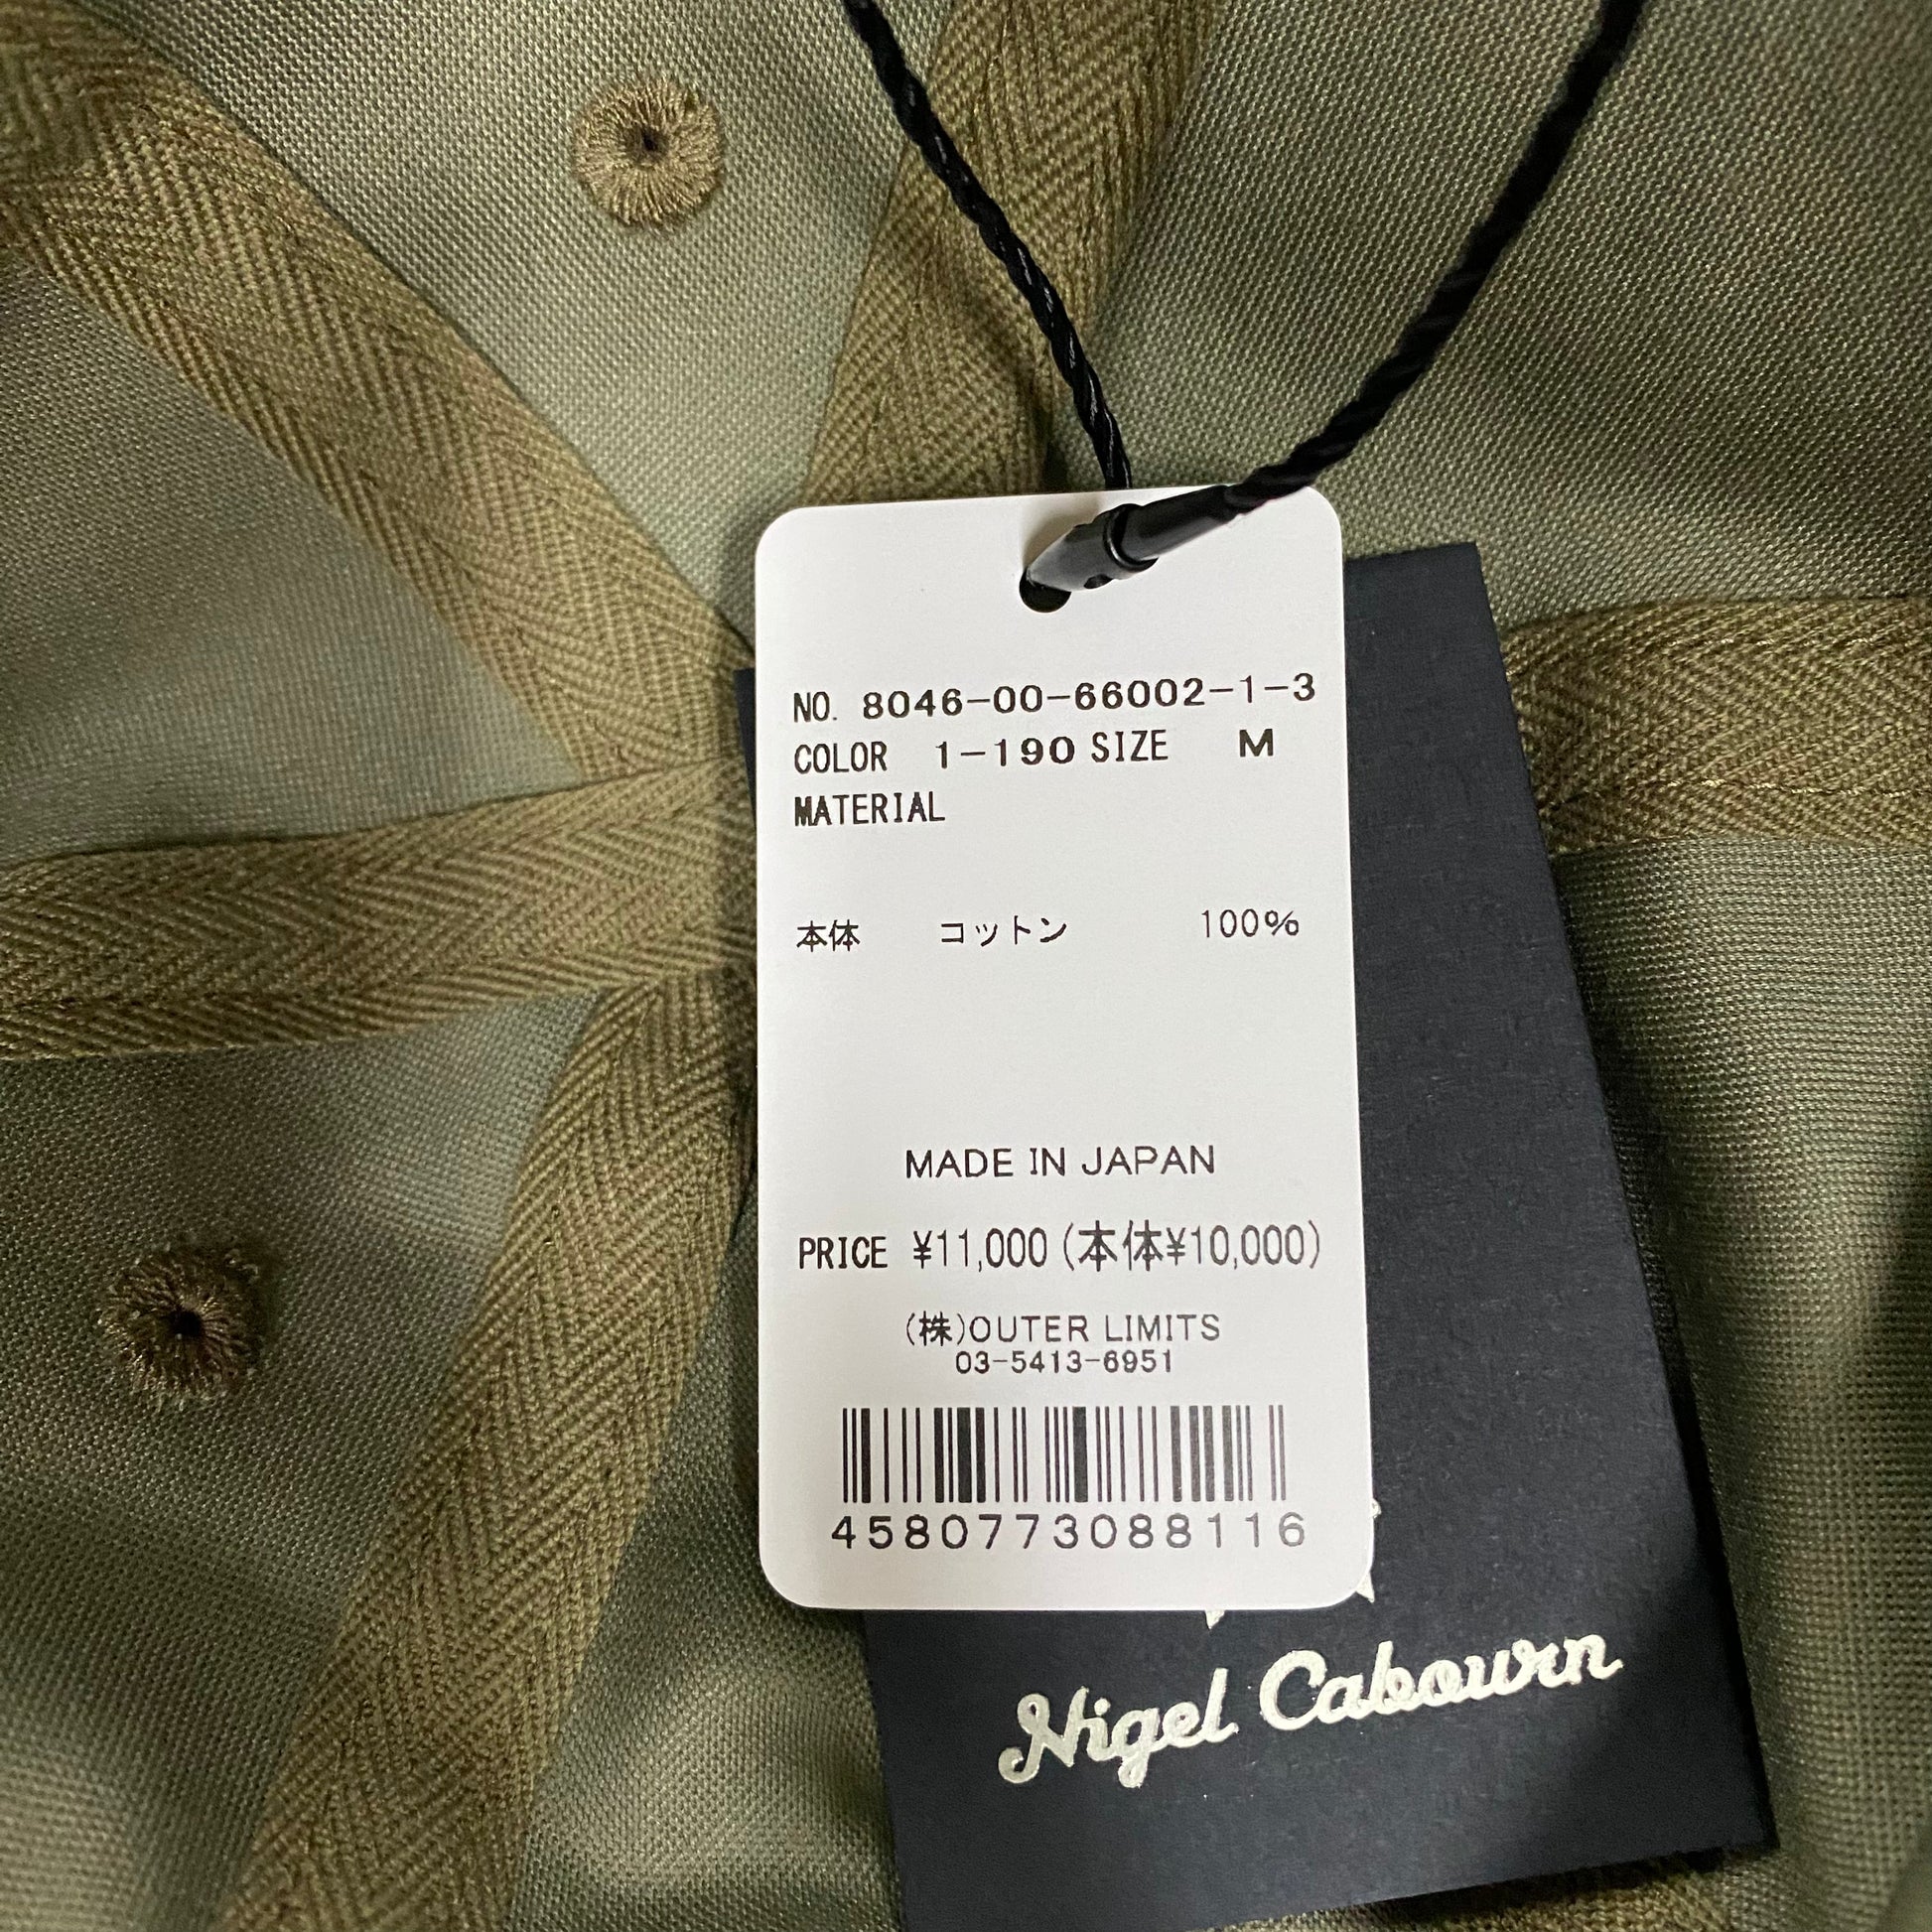 NO. 8046-00-66002-1-3
COLOR 1-190 SIZE M
MATERIAL
本体 コットン 100%
MADE IN JAPAN
PRICE ¥11,000 (本体¥10,000)
(株)OUTER LIMITS
03-5413-6951
4580773088116
Nigel Cabourn